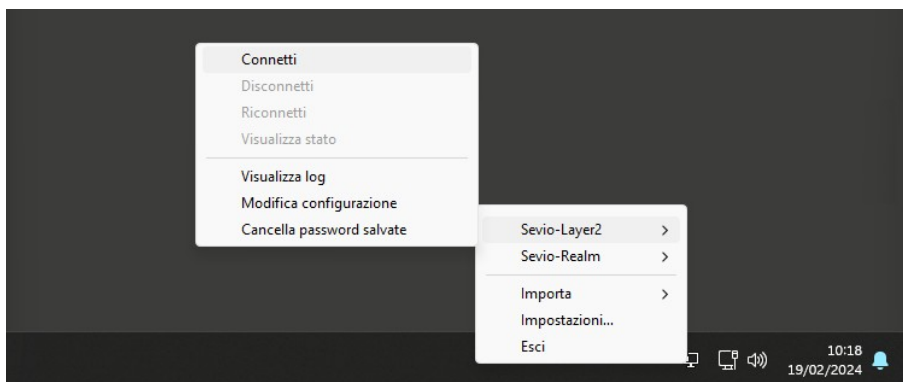 Connetti
Disconnetti
Riconnetti
Visualizza stato
Visualizza log
Modifica configurazione
Cancella password salvate
Sevio-Layer2
Sevio-Realm
Importa
Impostazioni...
Esci
10:18
19/02/2024